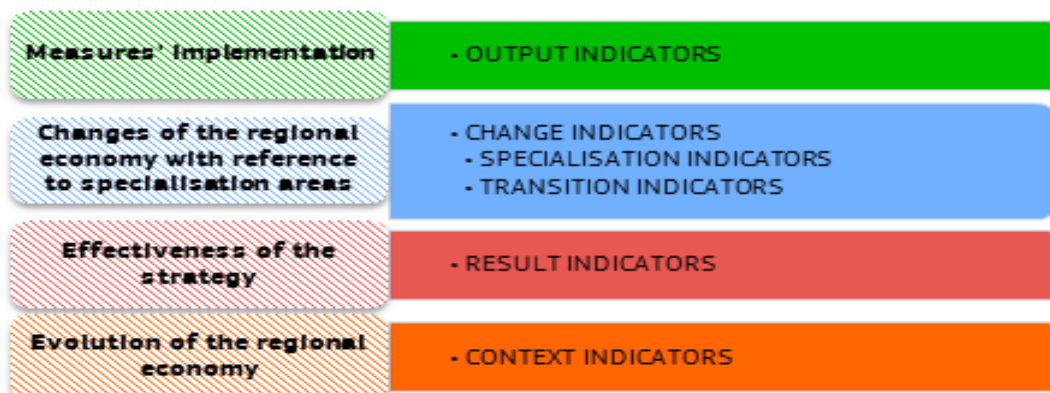 Measures' Implementation
- OUTPUT INDICATORS
Changes of the regional
economy with reference
to specialisation areas
- CHANGE INDICATORS
- SPECIALISATION INDICATORS
- TRANSITION INDICATORS
Effectiveness of the
strategy
- RESULT INDICATORS
Evolution of the regional
economy
- CONTEXT INDICATORS